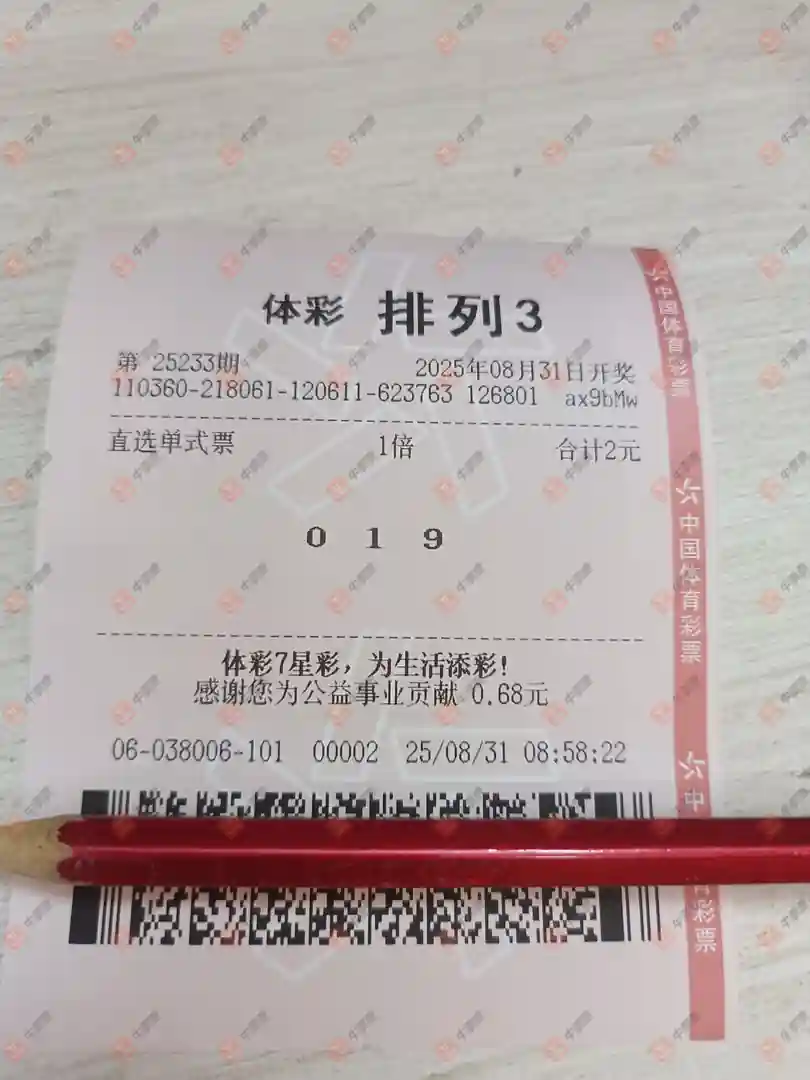 体彩 排列3
第 25233期 2025年08月31日开奖
110360-218061-120611-623763 126801 ax9bMw
直选单式票 1倍 合计2元
0 1 9
体彩7星彩，为生活添彩!
感谢您为公益事业贡献 0.68元
06-038006-101 00002 25/08/31 08:58:22
中国体育彩票
中国体育彩票
中
彩票